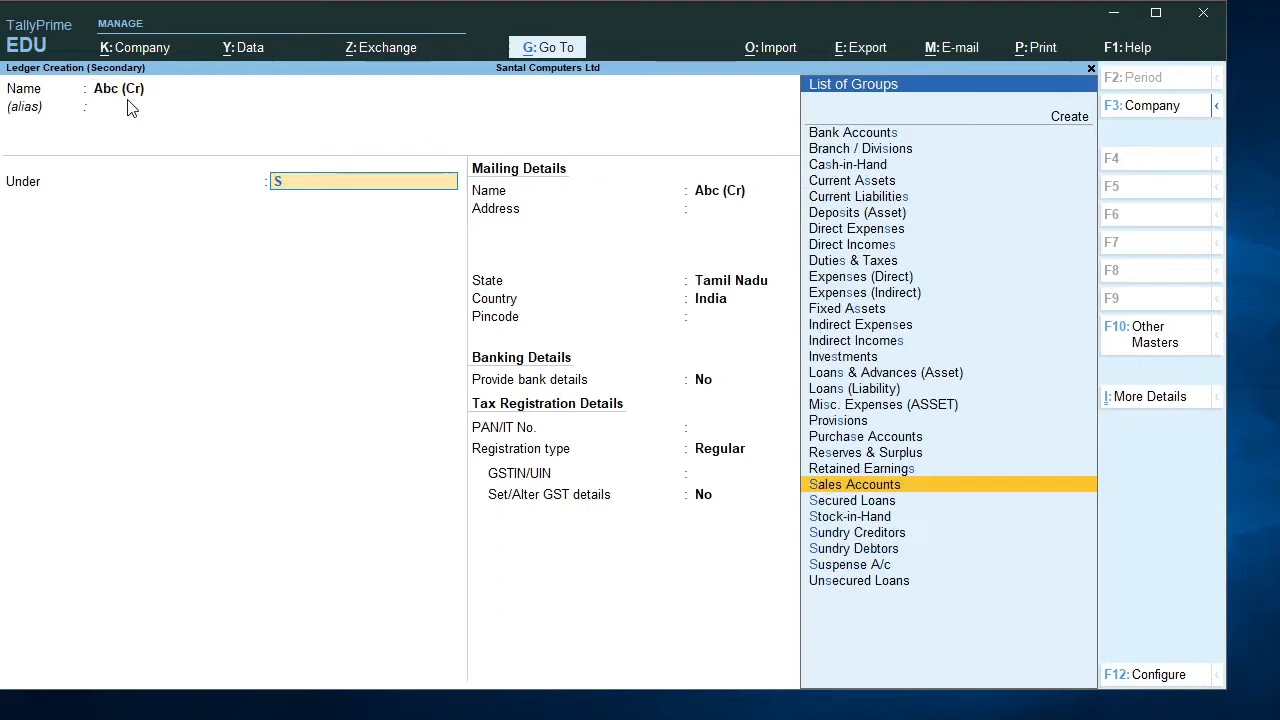 TallyPrime
EDU
MANAGE
K: Company
Y: Data
Z: Exchange
G: Go To
O: Import
E: Export
M: E-mail
P: Print
F1: Help
Ledger Creation (Secondary)
Santal Computers Ltd
Name : Abc (Cr)
(alias) :
Under : S
Mailing Details
Name : Abc (Cr)
Address :
State : Tamil Nadu
Country : India
Pincode :
Banking Details
Provide bank details : No
Tax Registration Details
PAN/IT No. :
Registration type : Regular
GSTIN/UIN :
Set/Alter GST details : No
List of Groups
Create
Bank Accounts
Branch / Divisions
Cash-in-Hand
Current Assets
Current Liabilities
Deposits (Asset)
Direct Expenses
Direct Incomes
Duties & Taxes
Expenses (Direct)
Expenses (Indirect)
Fixed Assets
Indirect Expenses
Indirect Incomes
Investments
Loans & Advances (Asset)
Loans (Liability)
Misc. Expenses (ASSET)
Provisions
Purchase Accounts
Reserves & Surplus
Retained Earnings
Sales Accounts
Secured Loans
Stock-in-Hand
Sundry Creditors
Sundry Debtors
Suspense A/c
Unsecured Loans
F2: Period
F3: Company
F4
F5
F6
F7
F8
F9
F10: Other
Masters
I: More Details
F12: Configure